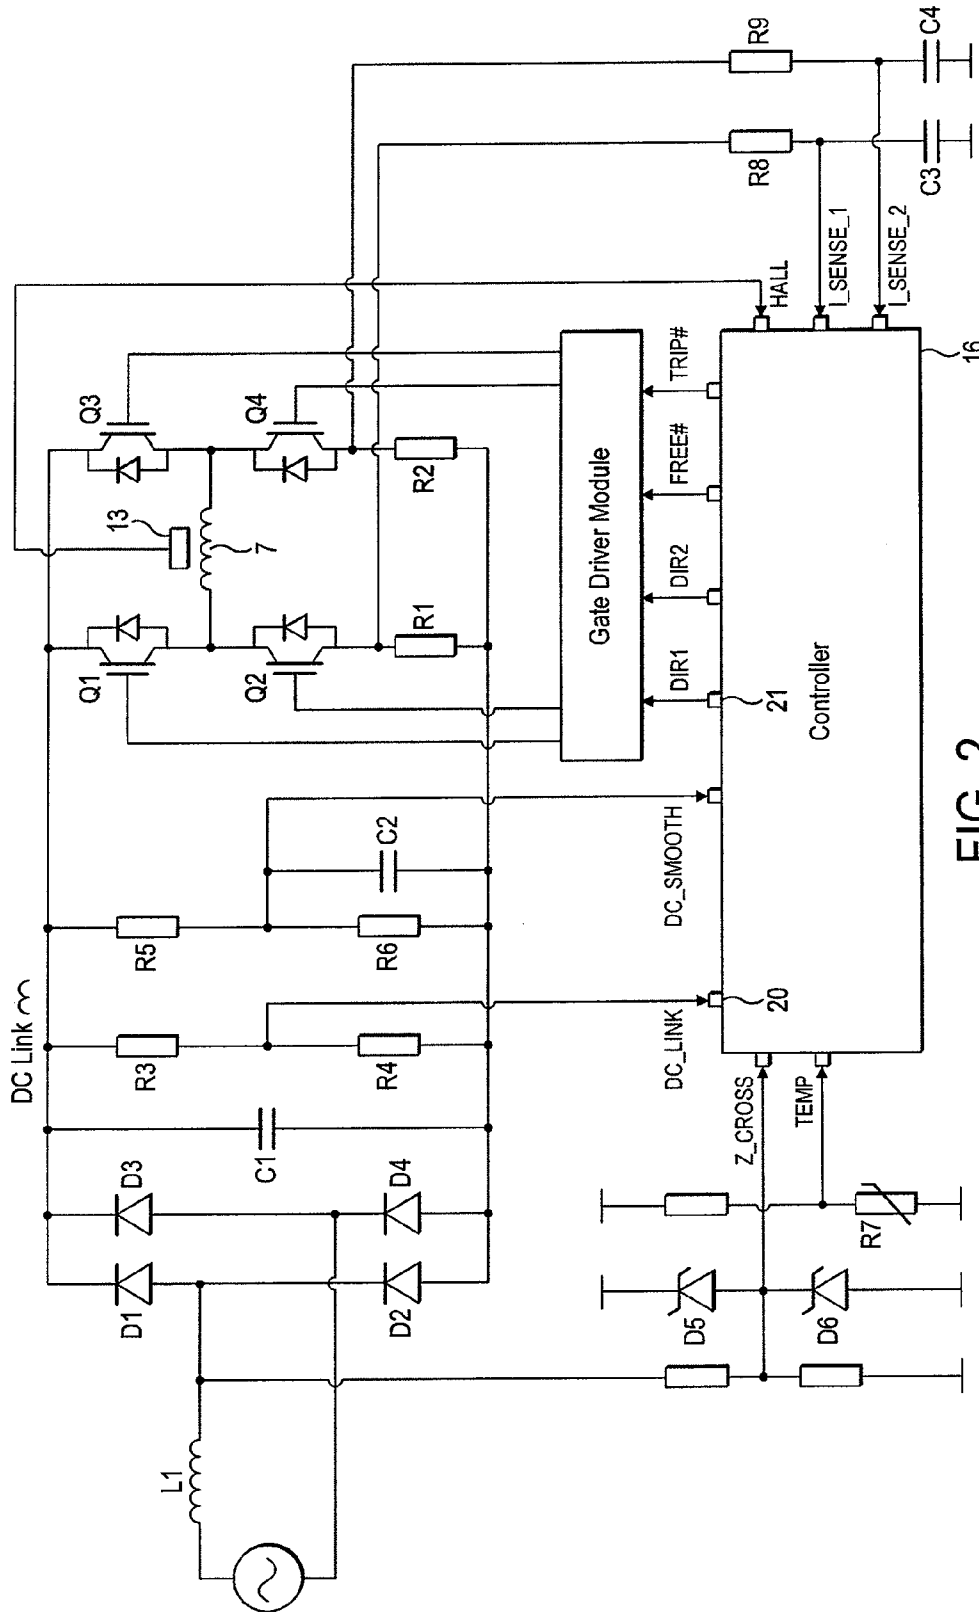 DC Link
L1
D1
D3
D2
D4
C1
R3
R4
R5
R6
C2
Q1
Q2
13
7
Q3
Q4
R1
R2
Gate Driver Module
DC_LINK
DC_SMOOTH
DIR1
DIR2
FREE#
TRIP#
HALL
I_SENSE_1
I_SENSE_2
R8
R9
C3
C4
Z_CROSS
TEMP
D5
D6
R7
20
21
Controller
16
FIG. 2